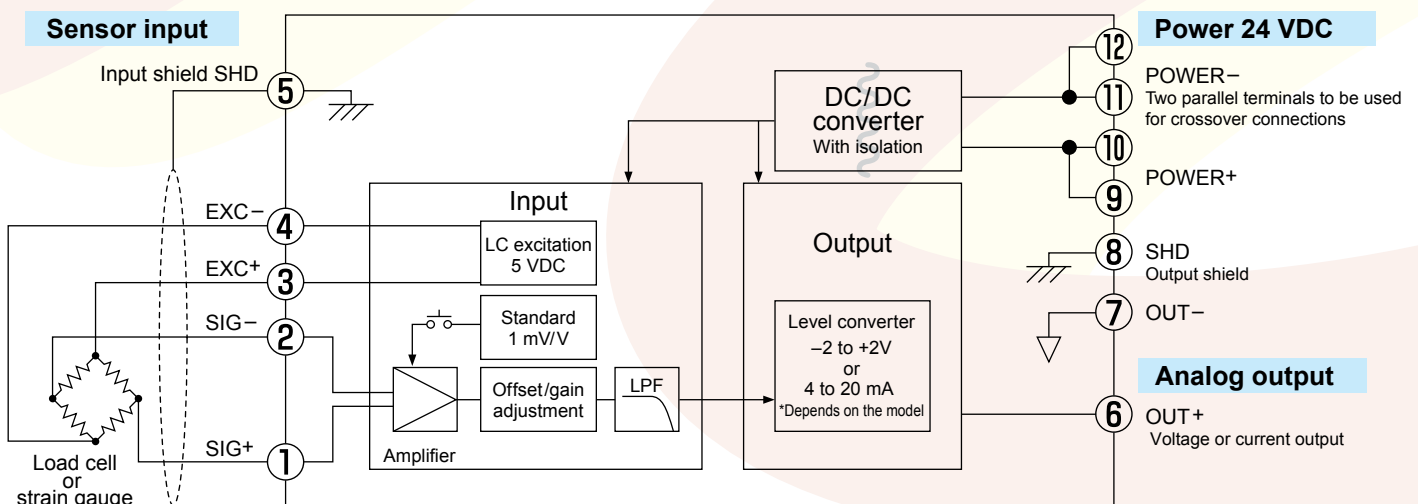 Sensor input
Input shield SHD
5
EXC−
4
EXC+
3
SIG−
2
SIG+
1
Load cell
or
strain gauge
Input
LC excitation
5 VDC
Standard
1 mV/V
Offset/gain
adjustment
LPF
Amplifier
DC/DC
converter
With isolation
Output
Level converter
–2 to +2V
or
4 to 20 mA
*Depends on the model
Power 24 VDC
12
11
POWER−
Two parallel terminals to be used
for crossover connections
10
9
POWER+
8
SHD
Output shield
7
OUT−
Analog output
6
OUT+
Voltage or current output